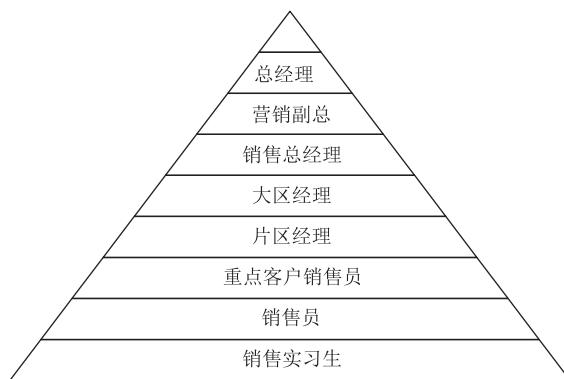 总经理
营销副总
销售总经理
大区经理
片区经理
重点客户销售员
销售员
销售实习生